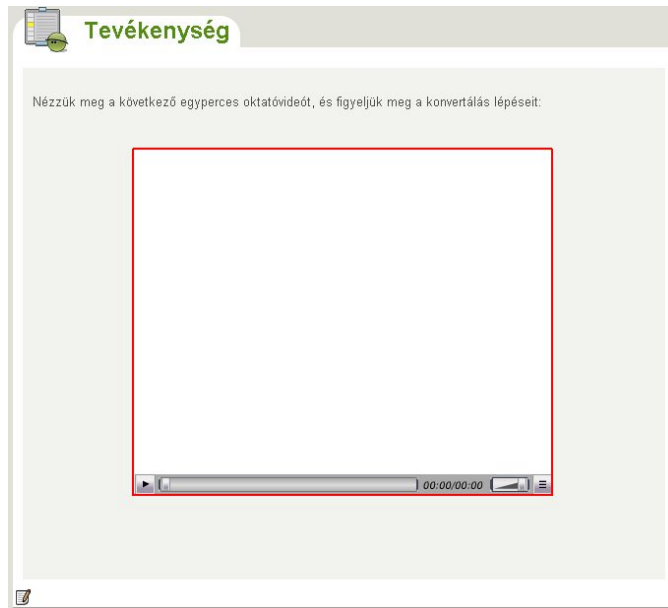 Tevékenység
Nézzük meg a következő egyperces oktatóvideót, és figyeljük meg a konvertálás lépéseit:
00:00/00:00